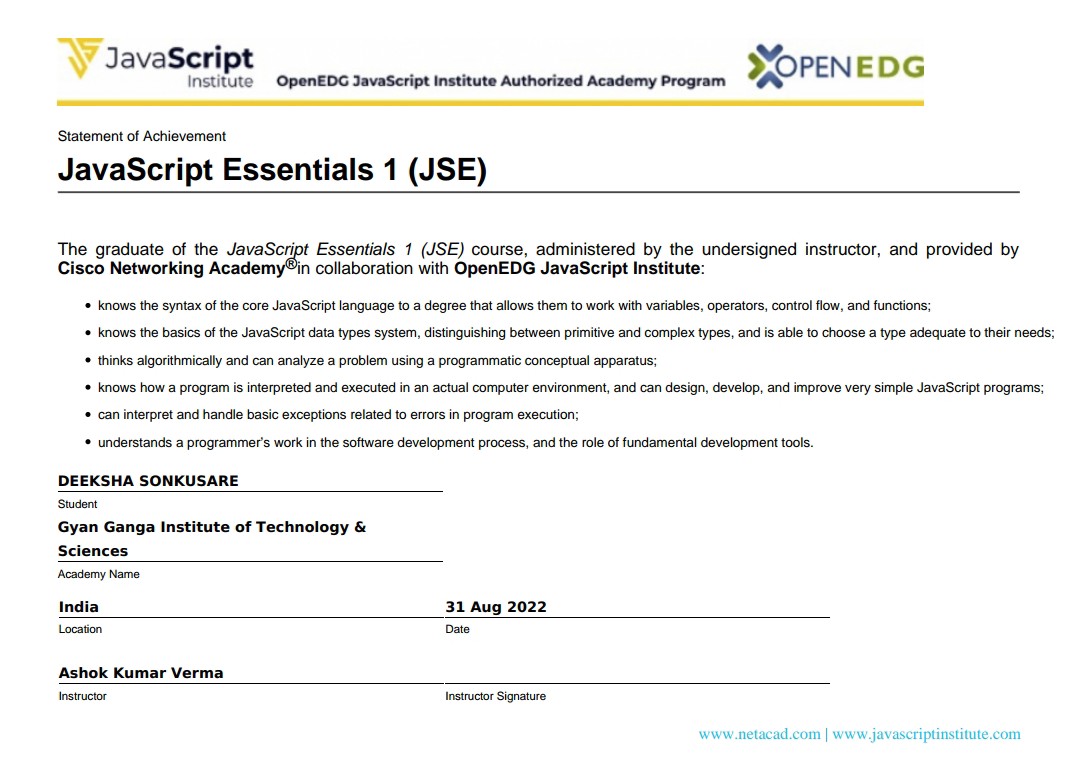 JavaScript
Institute
OpenEDG JavaScript Institute Authorized Academy Program
OPENEDG
Statement of Achievement
JavaScript Essentials 1 (JSE)
The graduate of the JavaScript Essentials 1 (JSE) course, administered by the undersigned instructor, and provided by
Cisco Networking Academy®in collaboration with OpenEDG JavaScript Institute:
• knows the syntax of the core JavaScript language to a degree that allows them to work with variables, operators, control flow, and functions;
• knows the basics of the JavaScript data types system, distinguishing between primitive and complex types, and is able to choose a type adequate to their needs;
• thinks algorithmically and can analyze a problem using a programmatic conceptual apparatus;
• knows how a program is interpreted and executed in an actual computer environment, and can design, develop, and improve very simple JavaScript programs;
• can interpret and handle basic exceptions related to errors in program execution;
• understands a programmer’s work in the software development process, and the role of fundamental development tools.
DEEKSHA SONKUSARE
Student
Gyan Ganga Institute of Technology &
Sciences
Academy Name
India
Location
31 Aug 2022
Date
Ashok Kumar Verma
Instructor
Instructor Signature
www.netacad.com | www.javascriptinstitute.com